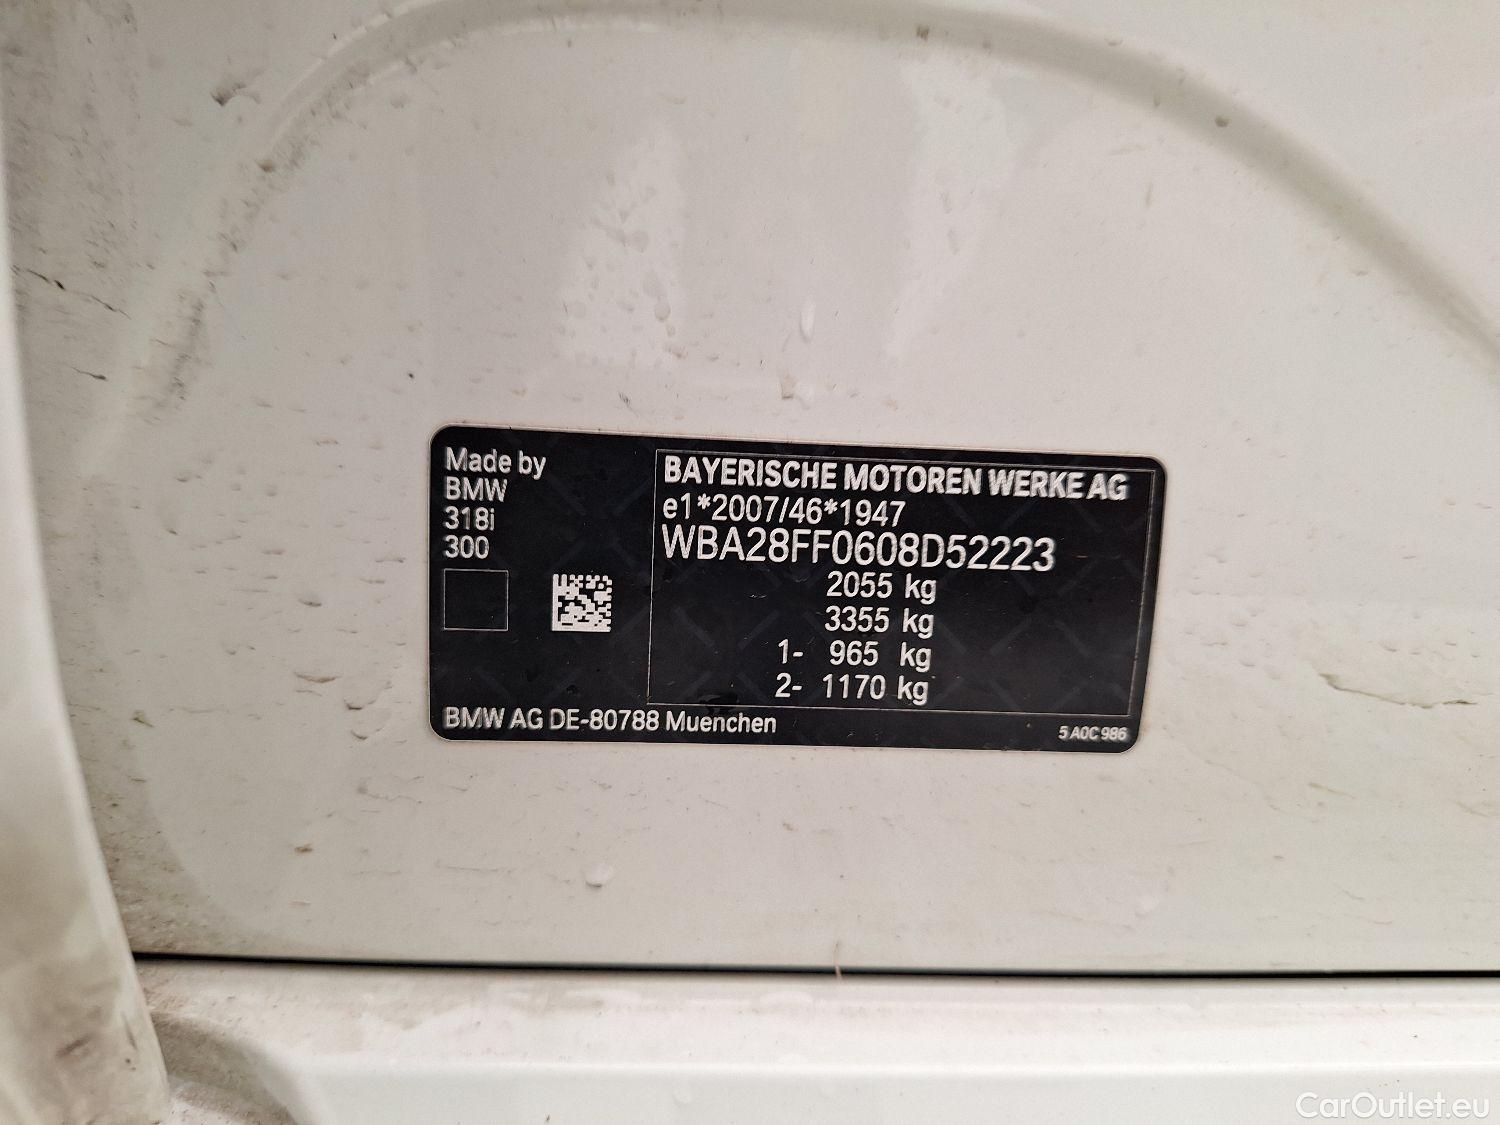 Made by
BMW
318i
300
BAYERISCHE MOTOREN WERKE AG
e1*2007/46*1947
WBA28FF0608D52223
2055 kg
3355 kg
1- 965 kg
2- 1170 kg
BMW AG DE-80788 Muenchen
5 A0C 986
CarOutlet.eu